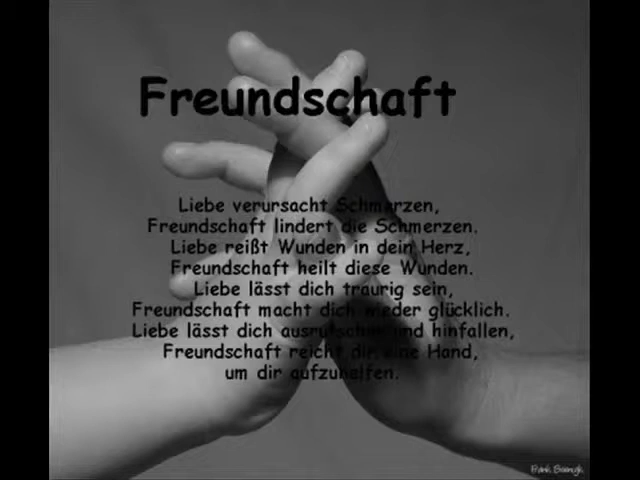 Freundschaft
Liebe verursacht Schmerzen,
Freundschaft lindert die Schmerzen.
Liebe reißt Wunden in dein Herz,
Freundschaft heilt diese Wunden.
Liebe lässt dich traurig sein,
Freundschaft macht dich wieder glücklich.
Liebe lässt dich ausrutschen und hinfallen,
Freundschaft reicht dir eine Hand,
um dir aufzuhelfen.
Frank